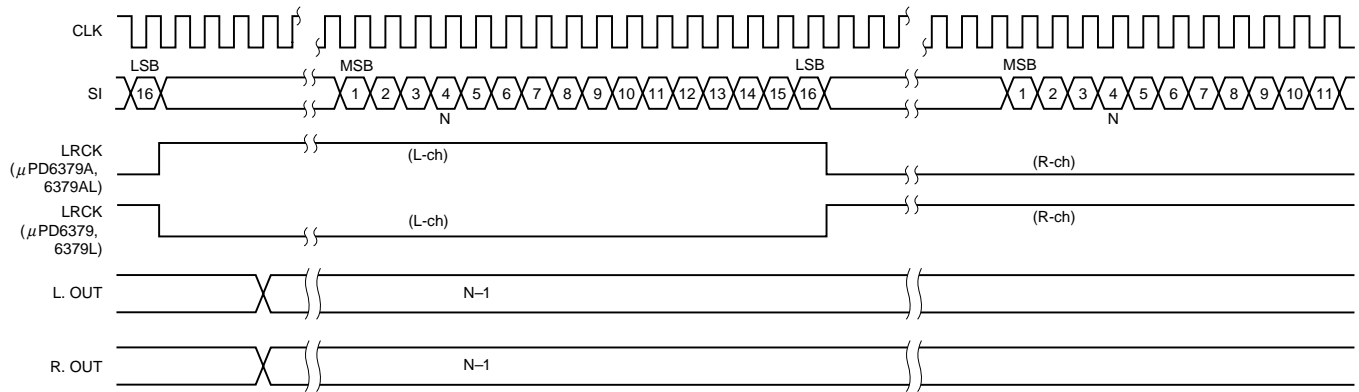 CLK
LSB MSB LSB MSB
SI 16 1 2 3 4 5 6 7 8 9 10 11 12 13 14 15 16 1 2 3 4 5 6 7 8 9 10 11
N N
LRCK
(μPD6379A,
6379AL)
(L-ch) (R-ch)
LRCK
(μPD6379,
6379L)
(L-ch) (R-ch)
L. OUT N–1
R. OUT N–1